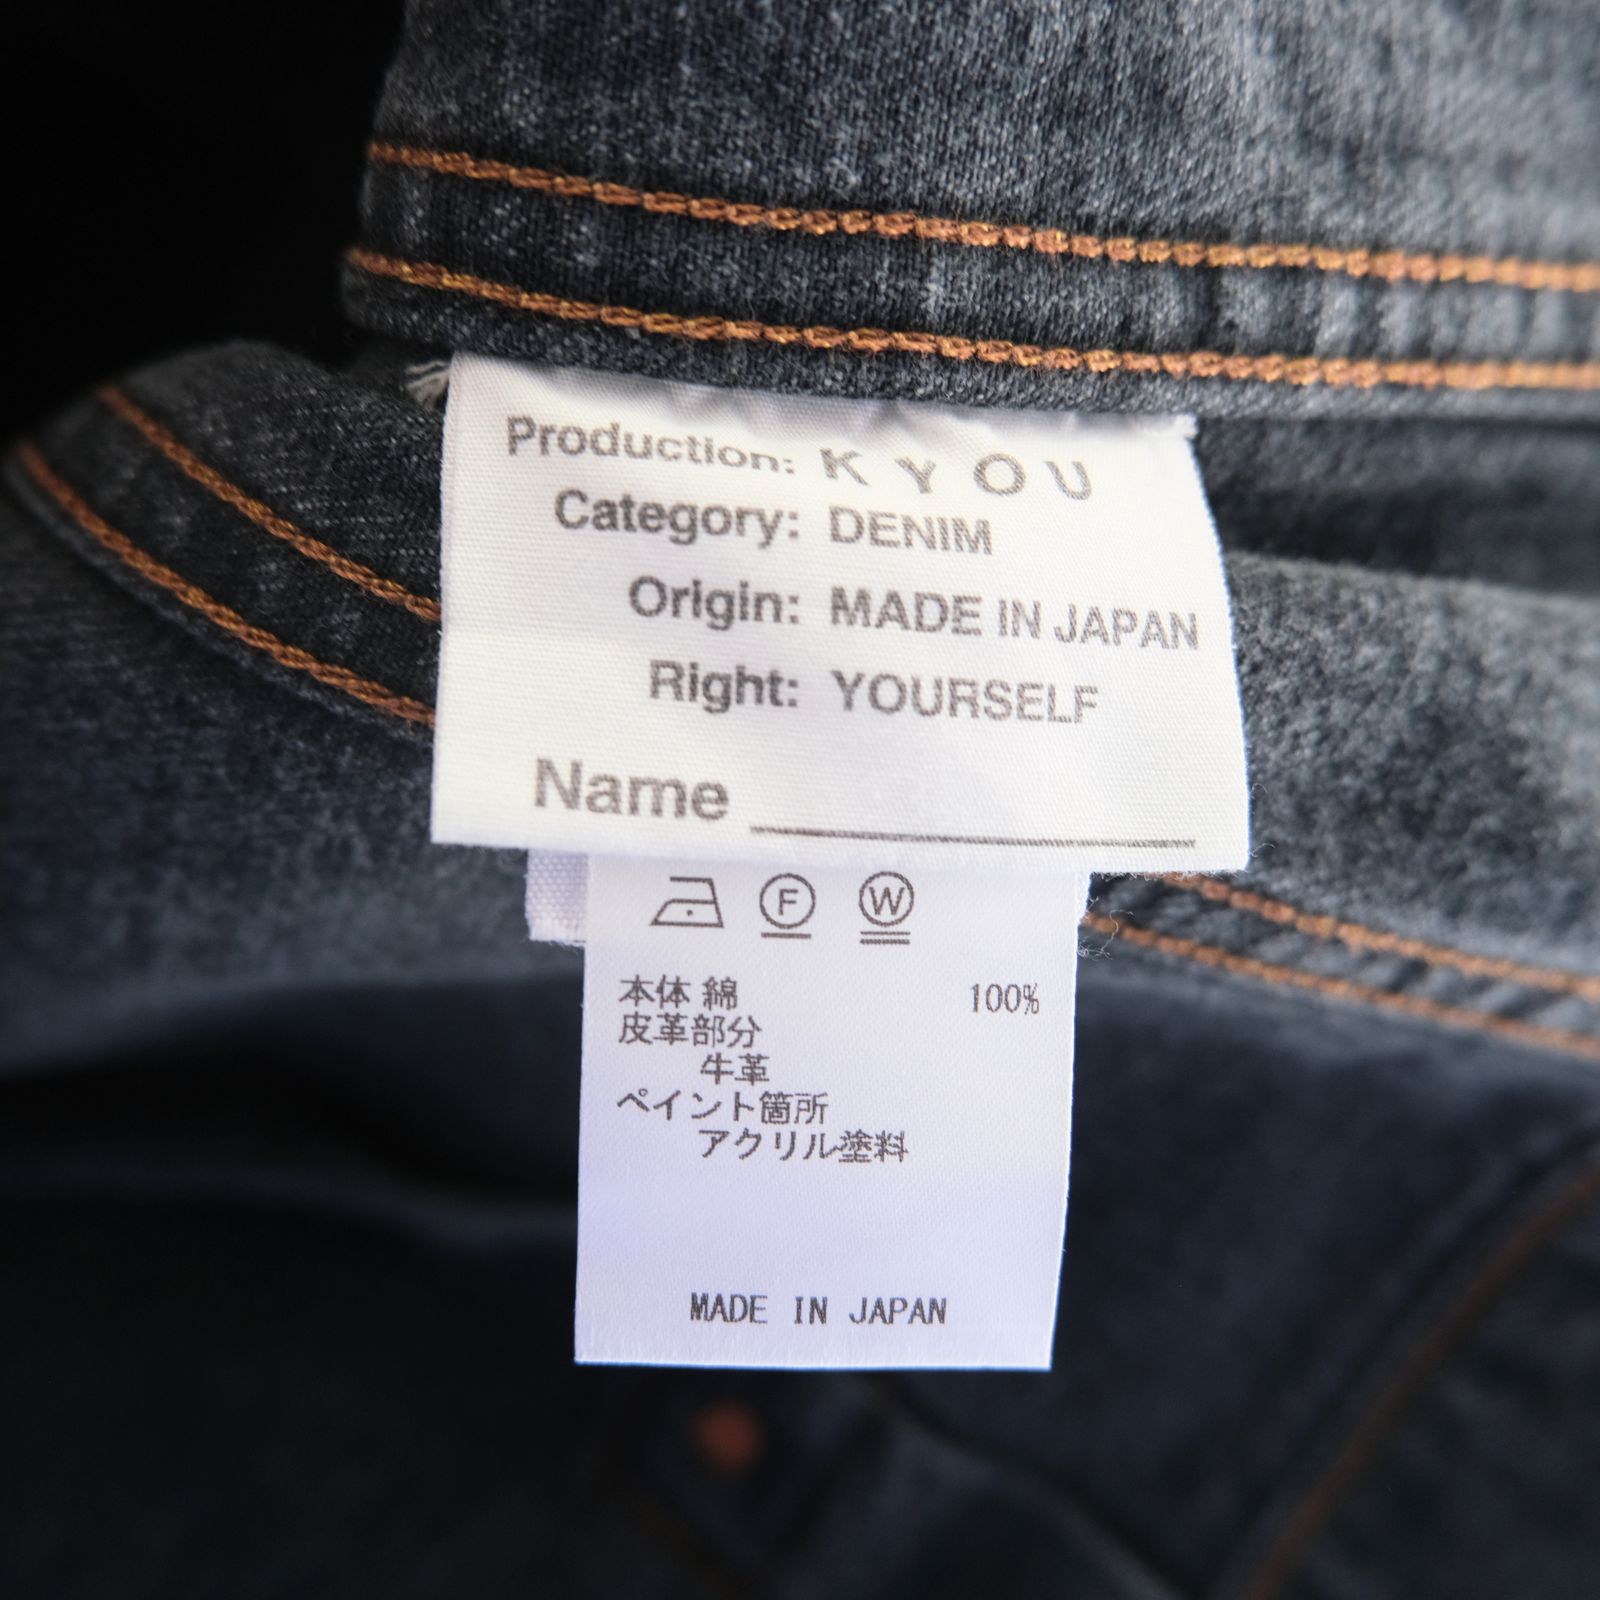 Production: KYOU
Category: DENIM
Origin: MADE IN JAPAN
Right: YOURSELF
Name
F W
本体 綿 100%
皮革部分
牛革
ペイント箇所
アクリル塗料
MADE IN JAPAN